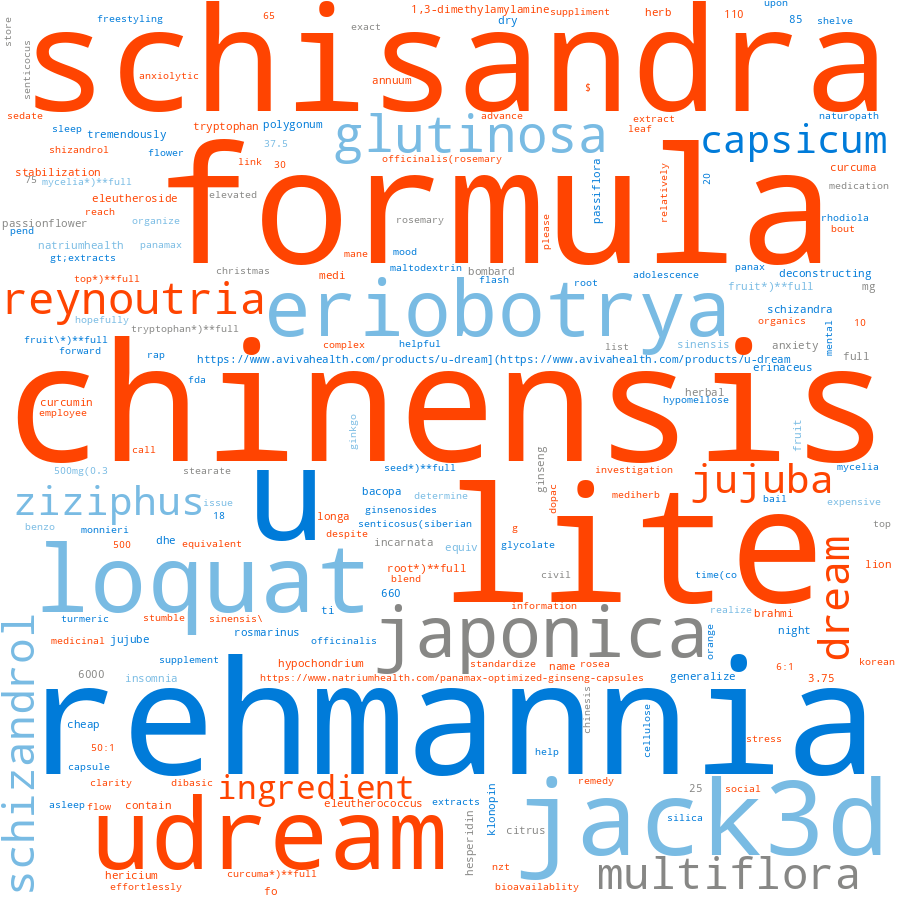 schisandra
freestyling
65
1,3-dimethylamylamine
suppliment
herb
110
upon
85
shelve
store
exact
dry
senticocus
anxiolytic
annuum
$
sedate
advance
extract
naturopath
sleep
tremendously
tryptophan
polygonum
glutinosa
leaf
capsicum
shizandrol
flower
37.5
link
30
officinalis(rosemary
formula
curcuma
stabilization
75
mycelia*)**full
eleutheroside
elevated
passiflora
relatively
20
medication
reach
passionflower
organize
rosemary
please
rhodiola
pend
bout
natriumhealth
panamax
mane
mood
gt;extracts
christmas
medi
maltodextrin
bombard
adolescence
panax
deconstructing
top*)**full
flash
root
fruit*)**full
mg
reynoutria
eriobotrya
schizandra
hopefully
tryptophan*)**full
organics
10
fruit\*)**full
complex
helpful
list
sinensis
anxiety
mental
forward
rap
full
https://www.avivahealth.com/products/u-dream](https://www.avivahealth.com/products/u-dream
erinaceus
fda
chinensis
herbal
curcumin
hypomellose
employee
ginkgo
fruit
call
500mg(0.3
stearate
seed*)**full
ginseng
investigation
jujuba
mycelia
u
lite
ziziphus
issue
bacopa
determine
dopac
mediherb
bail
expensive
18
longa
ginsenosides
benzo
monnieri
senticosus(siberian
g
top
despite
500
dhe
equivalent
incarnata
equiv
glycolate
loquat
root*)**full
dream
lion
blend
civil
time(co
660
information
ti
japonica
realize
brahmi
turmeric
stumble
sinensis\
rosmarinus
officinalis
orange
night
medicinal
jujube
schizandrol
supplement
hypochondrium
standardize
name
rosea
6:1
korean
6000
insomnia
https://www.natriumhealth.com/panamax-optimized-ginseng-capsules
generalize
3.75
rehmannia
chinesis
cellulose
cheap
50:1
help
stress
capsule
clarity
dibasic
ingredient
remedy
social
jack3d
25
asleep
flow
contain
eleutherococcus
extracts
klonopin
udream
hesperidin
citrus
silica
hericium
curcuma*)**full
nzt
multiflora
effortlessly
fo
bioavailablity